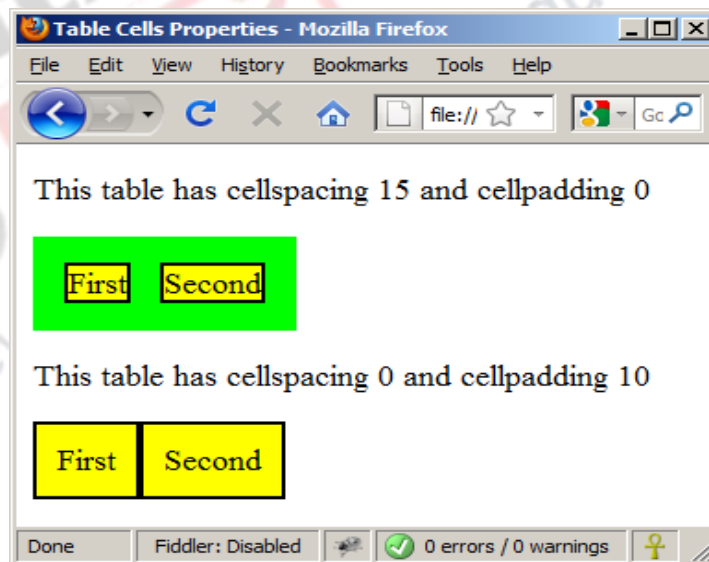 Table Cells Properties - Mozilla Firefox
File Edit View History Bookmarks Tools Help
file:// Gc
This table has cellspacing 15 and cellpadding 0
First Second
This table has cellspacing 0 and cellpadding 10
First Second
Done Fiddler: Disabled 0 errors / 0 warnings